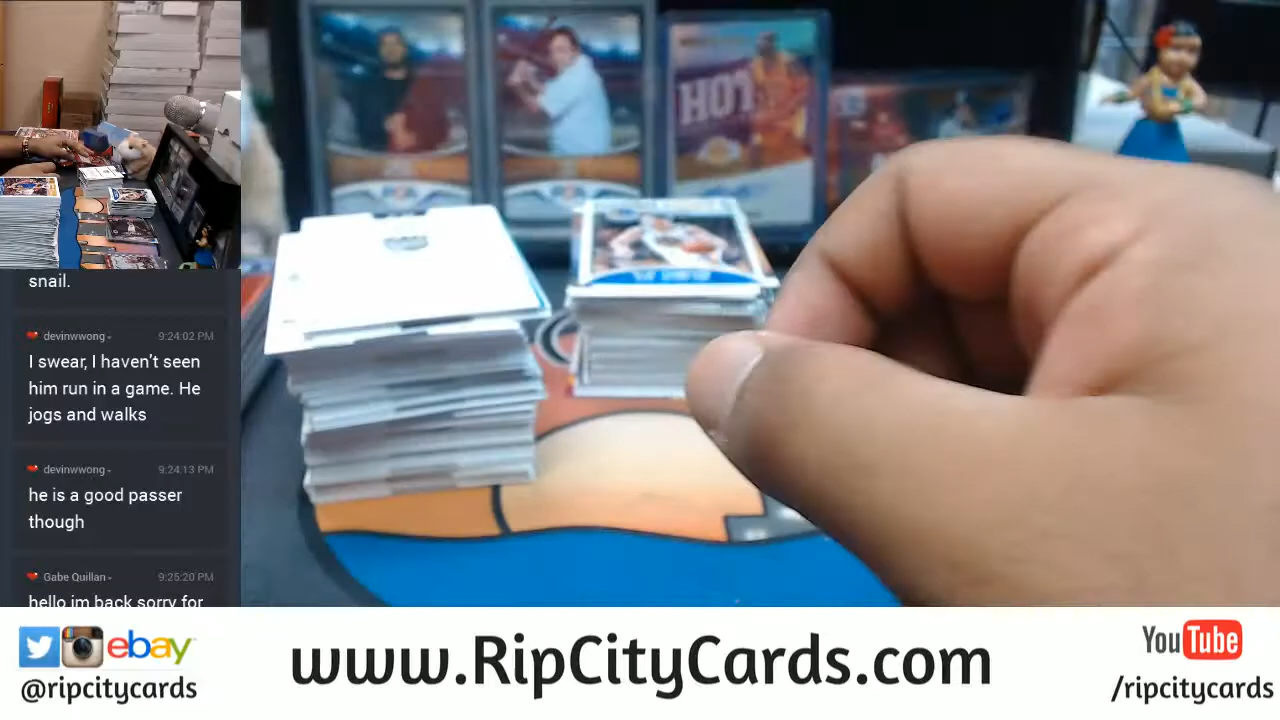 snail.
devinwwong
9:24:02 PM
I swear, I haven't seen
him run in a game. He
jogs and walks
devinwwong
9:24:13 PM
he is a good passer
though
Gabe Quillan
9:25:20 PM
hello im back sorry for
HOT
ebay
@ripcitycards
www.RipCityCards.com
YouTube
/ripcitycards